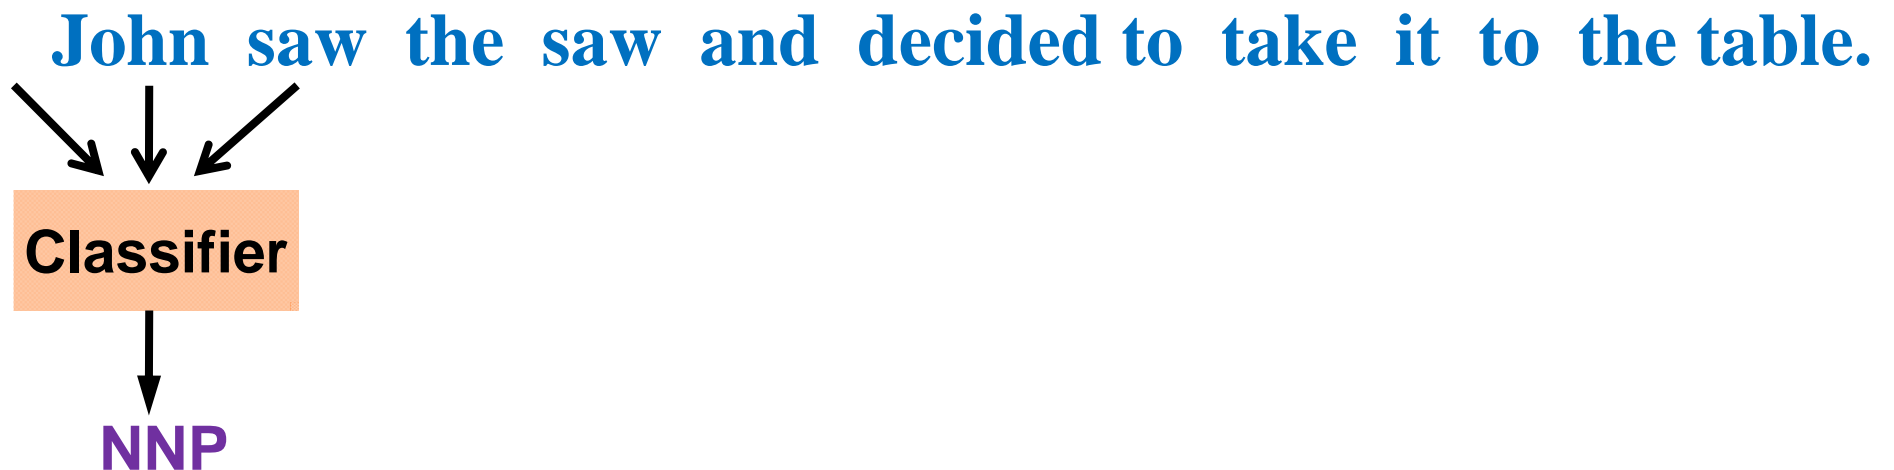 John saw the saw and decided to take it to the table.
Classifier
NNP